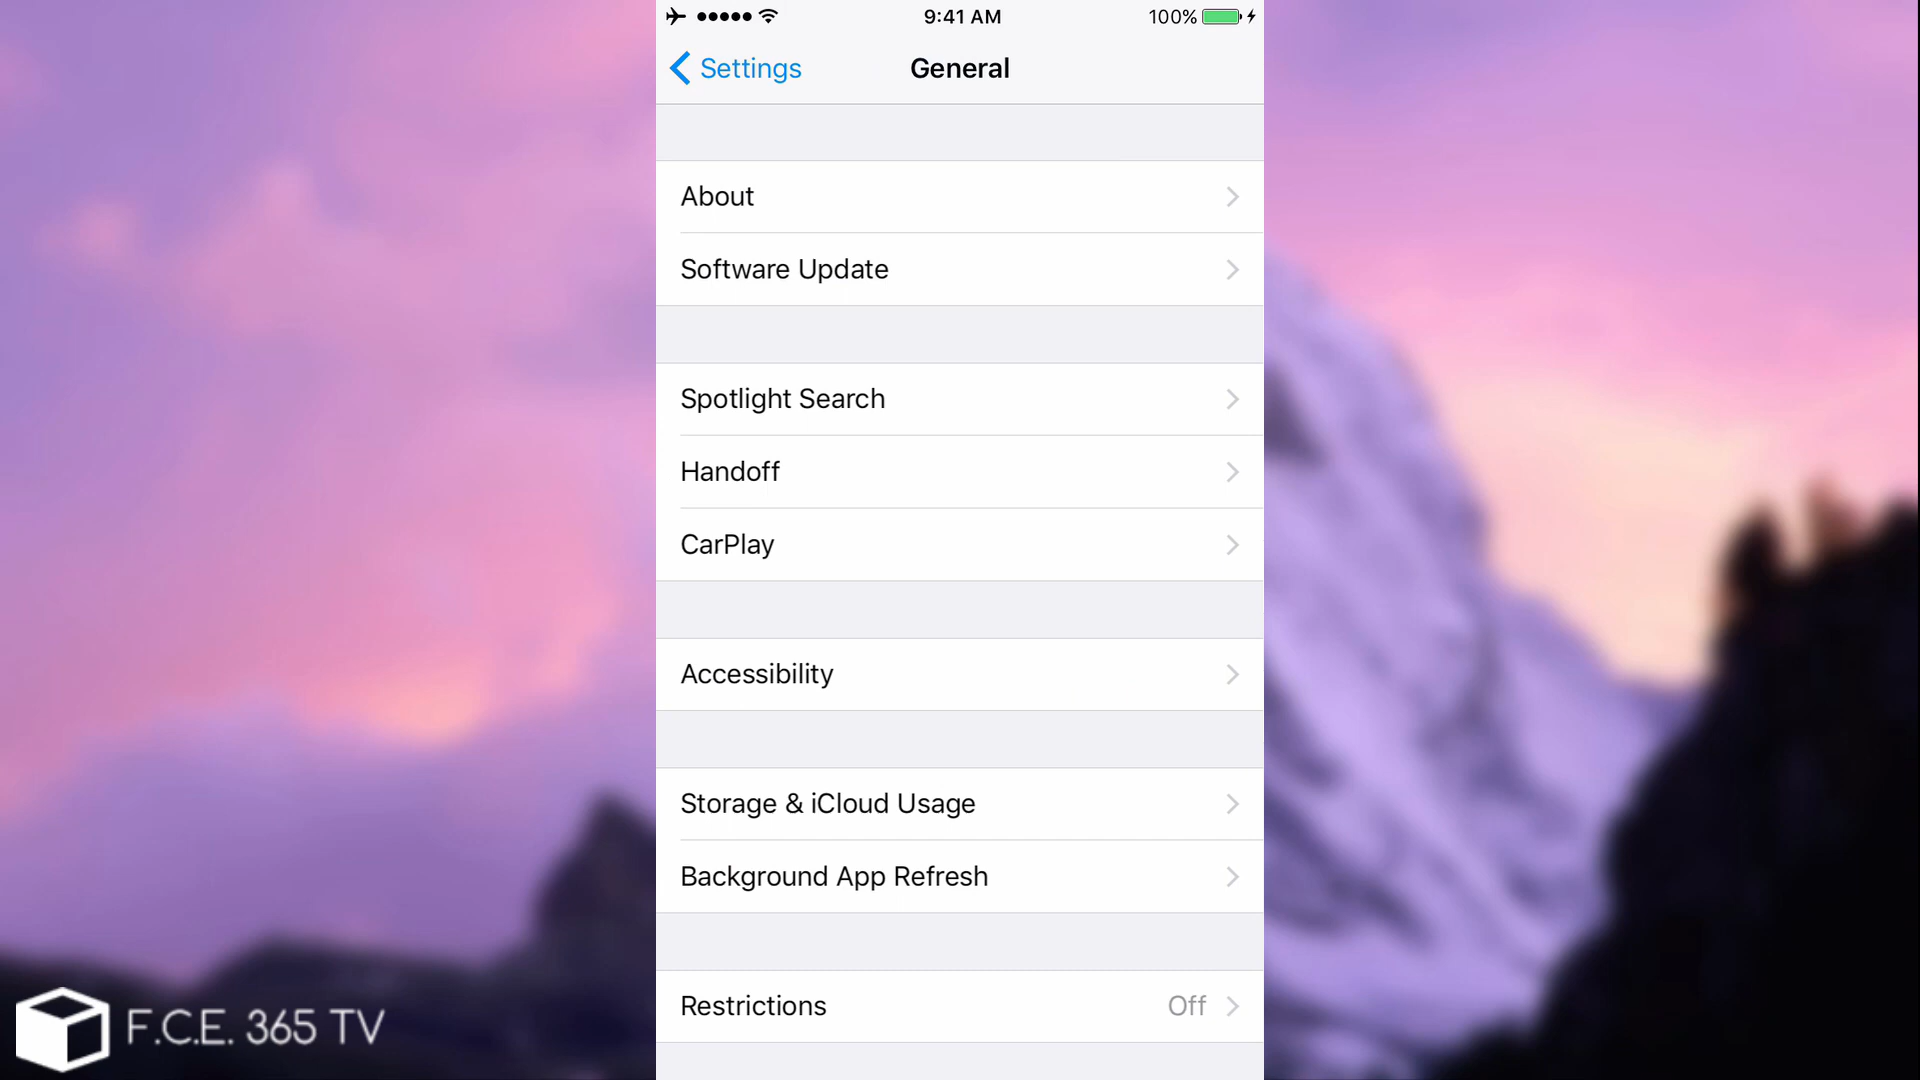 9:41 AM
100%
Settings
General
About
Software Update
Spotlight Search
Handoff
CarPlay
Accessibility
Storage & iCloud Usage
Background App Refresh
Restrictions Off
F.C.E. 365 TV